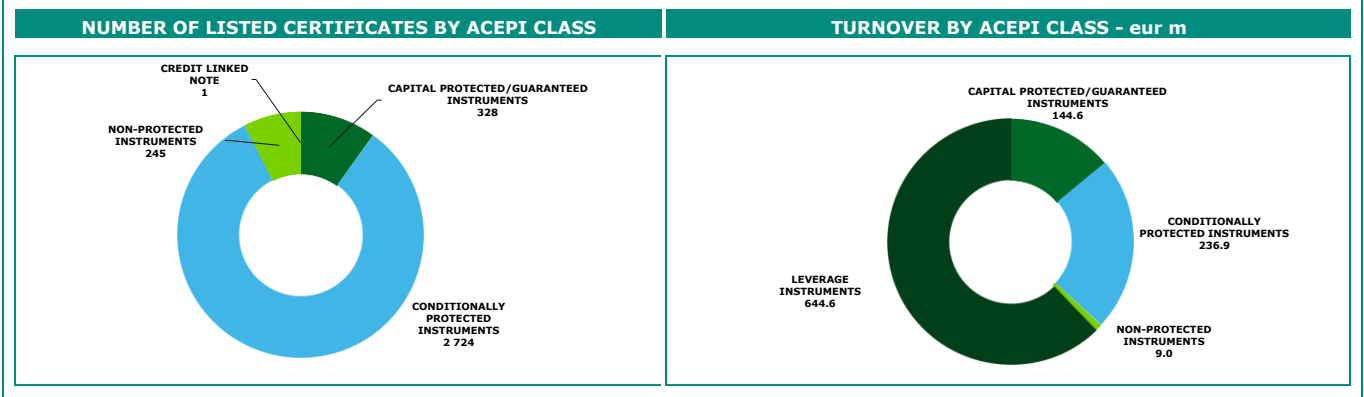 NUMBER OF LISTED CERTIFICATES BY ACEPI CLASS
CREDIT LINKED
NOTE
1
CAPITAL PROTECTED/GUARANTEED
INSTRUMENTS
328
NON-PROTECTED
INSTRUMENTS
245
CONDITIONALLY
PROTECTED
INSTRUMENTS
2 724
TURNOVER BY ACEPI CLASS - eur m
CAPITAL PROTECTED/GUARANTEED
INSTRUMENTS
144.6
CONDITIONALLY
PROTECTED INSTRUMENTS
236.9
LEVERAGE
INSTRUMENTS
644.6
NON-PROTECTED
INSTRUMENTS
9.0